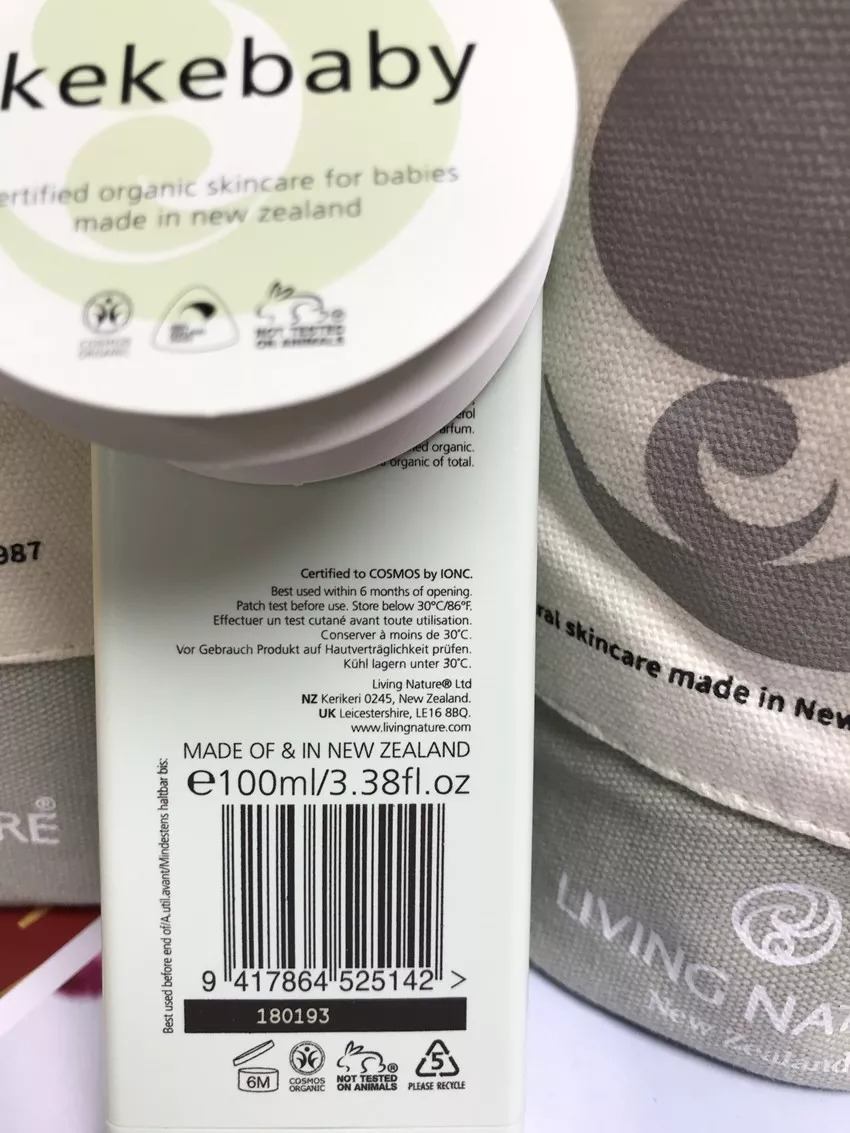 kekebaby
ertified organic skincare for babies
made in new zealand
COSMOS
ORGANIC
NOT TESTED
ON ANIMALS
®
erol
arfum.
ied organic.
organic of total.
Certified to COSMOS by IONC.
Best used within 6 months of opening.
Patch test before use. Store below 30°C/86°F.
Effectuer un test cutané avant toute utilisation.
Conserver à moins de 30°C.
Vor Gebrauch Produkt auf Hautverträglichkeit prüfen.
Kühl lagern unter 30°C.
Living Nature® Ltd
NZ Kerikeri 0245, New Zealand.
UK Leicestershire, LE16 8BQ.
www.livingnature.com
MADE OF & IN NEW ZEALAND
℮100ml/3.38fl.oz
Best used before end of/A.util.avant/Mindestens haltbar bis:
9 417864 525142 >
180193
6M
COSMOS
ORGANIC
NOT TESTED
ON ANIMALS
®
5
PLEASE RECYCLE
987
RE®
ral skincare made in New
LIVING NA
New Zealand